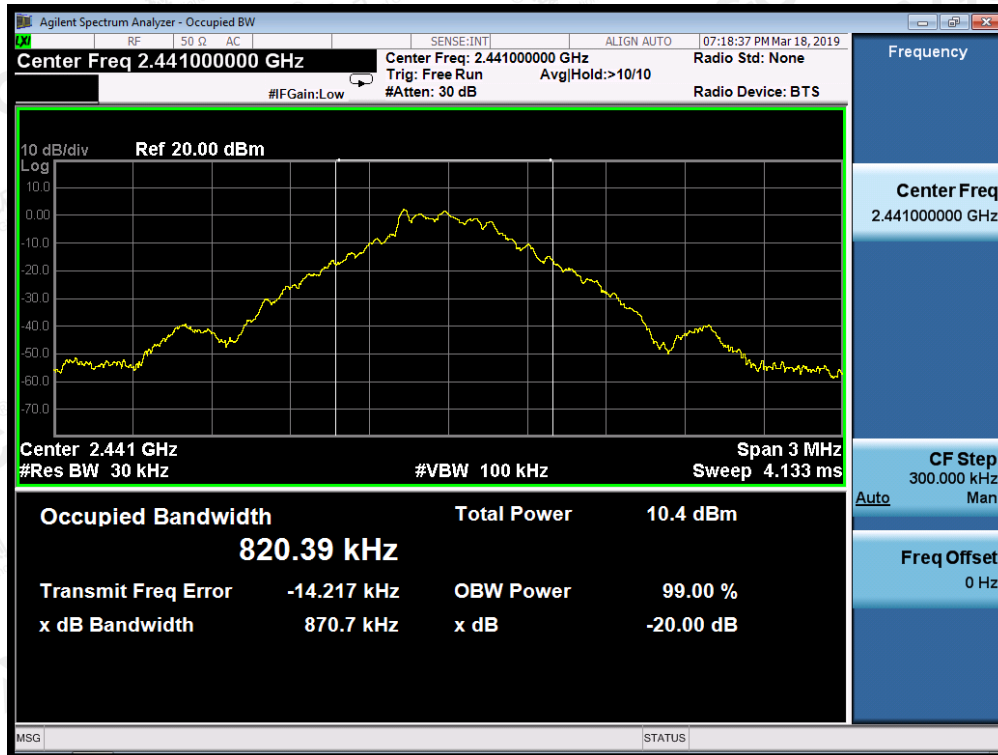 Agilent Spectrum Analyzer - Occupied BW
LXI RF 50 Ω AC SENSE:INT ALIGN AUTO 07:18:37 PM Mar 18, 2019
Center Freq 2.441000000 GHz
Center Freq: 2.441000000 GHz
Radio Std: None
Trig: Free Run Avg|Hold:>10/10
#IFGain:Low #Atten: 30 dB Radio Device: BTS
10 dB/div Ref 20.00 dBm
Log
10.0
0.00
-10.0
-20.0
-30.0
-40.0
-50.0
-60.0
-70.0
Center 2.441 GHz Span 3 MHz
#Res BW 30 kHz #VBW 100 kHz Sweep 4.133 ms
Occupied Bandwidth Total Power 10.4 dBm
820.39 kHz
Transmit Freq Error -14.217 kHz OBW Power 99.00 %
x dB Bandwidth 870.7 kHz x dB -20.00 dB
MSG STATUS
Frequency
Center Freq
2.441000000 GHz
CF Step
300.000 kHz
Auto Man
Freq Offset
0 Hz